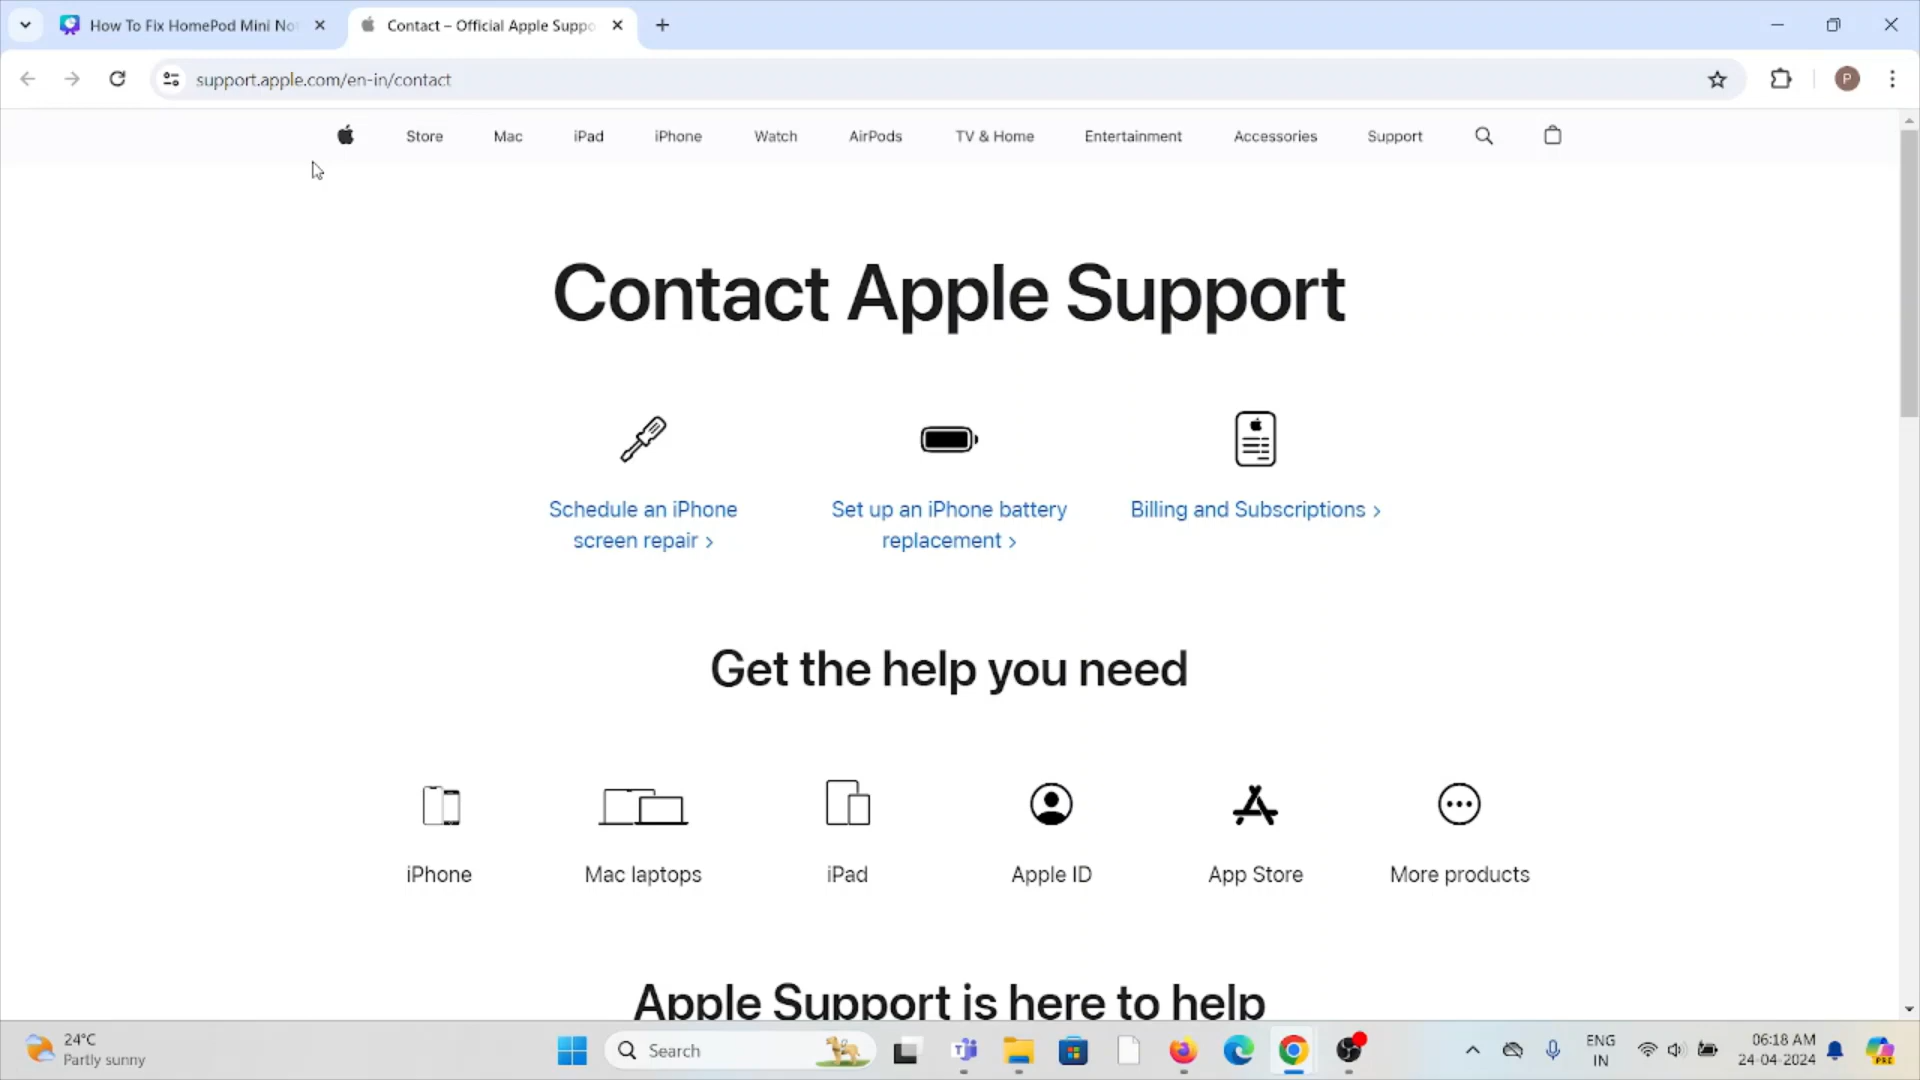 How To Fix HomePod Mini No
Contact – Official Apple Suppo
support.apple.com/en-in/contact
P
Store
Mac
iPad
iPhone
Watch
AirPods
TV & Home
Entertainment
Accessories
Support
Contact Apple Support
Schedule an iPhone
screen repair >
Set up an iPhone battery
replacement >
Billing and Subscriptions >
Get the help you need
iPhone
Mac laptops
iPad
Apple ID
App Store
More products
Apple Support is here to help
24°C
Partly sunny
Search
ENG
IN
06:18 AM
24-04-2024
PRE